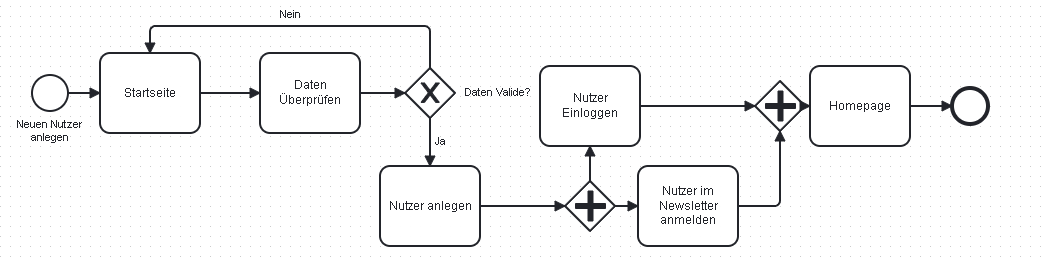 Nein
Neuen Nutzer
anlegen
Startseite
Daten
Überprüfen
X
Daten Valide?
Ja
Nutzer anlegen
Nutzer
Einloggen
Nutzer im
Newsletter
anmelden
Homepage